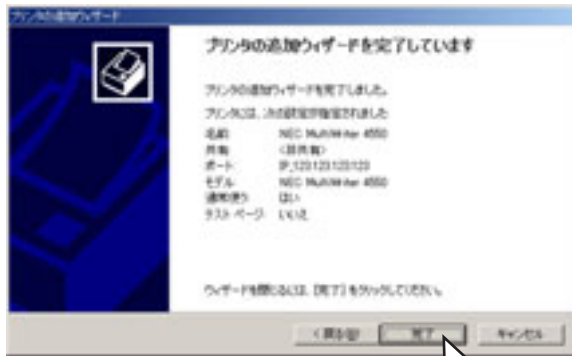 プリンタの追加ウィザード
プリンタの追加ウィザードを完了しています
プリンタの追加ウィザードを完了しました。
プリンタには、次の設定が指定されました
名前 NEC MultiWriter 4550
共有 <非共有>
ポート IP_123.123.123.123
モデル NEC MultiWriter 4550
通常使う はい
テスト ページ いいえ
ウィザードを閉じるには、[完了] をクリックしてください。
< 戻る(B) 完了 キャンセル